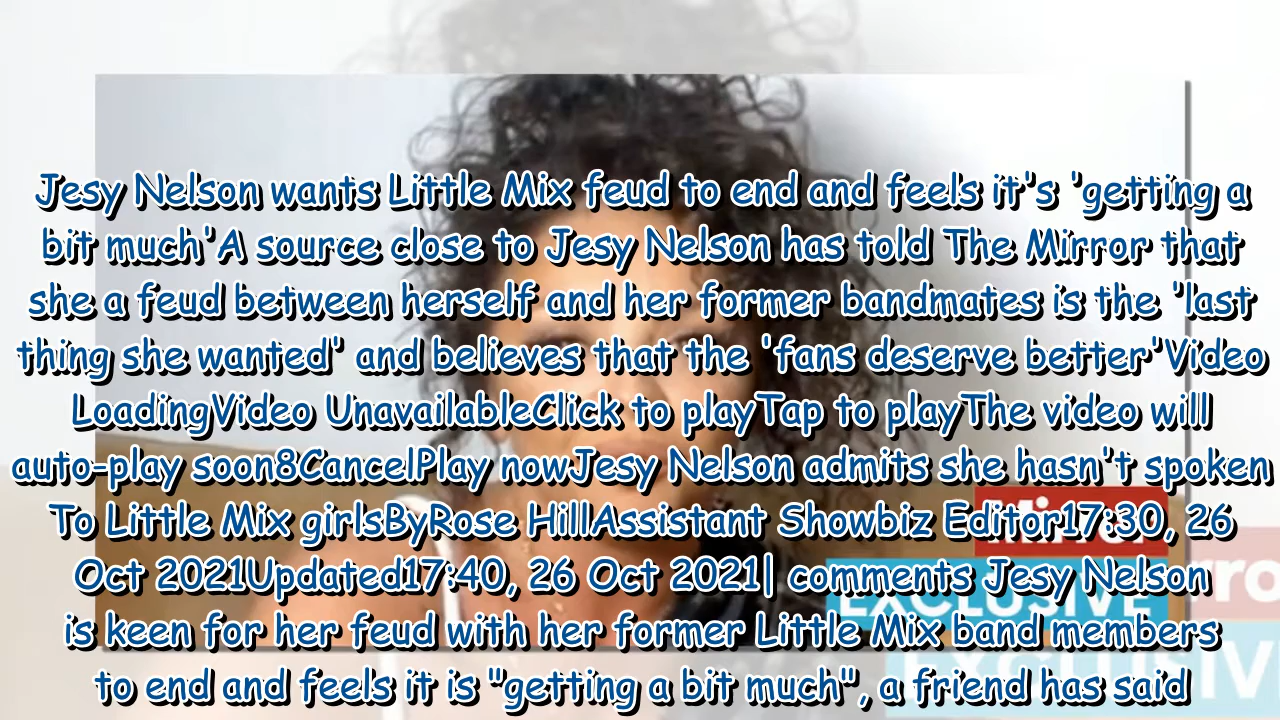 Jesy Nelson wants Little Mix feud to end and feels it's 'getting a
bit much'A source close to Jesy Nelson has told The Mirror that
she a feud between herself and her former bandmates is the 'last
thing she wanted' and believes that the 'fans deserve better'Video
LoadingVideo UnavailableClick to playTap to playThe video will
auto-play soon8CancelPlay nowJesy Nelson admits she hasn't spoken
To Little Mix girlsByRose HillAssistant Showbiz Editor17:30, 26
Oct 2021Updated17:40, 26 Oct 2021| comments Jesy Nelson
EXCLUSIVE
is keen for her feud with her former Little Mix band members
to end and feels it is "getting a bit much", a friend has said